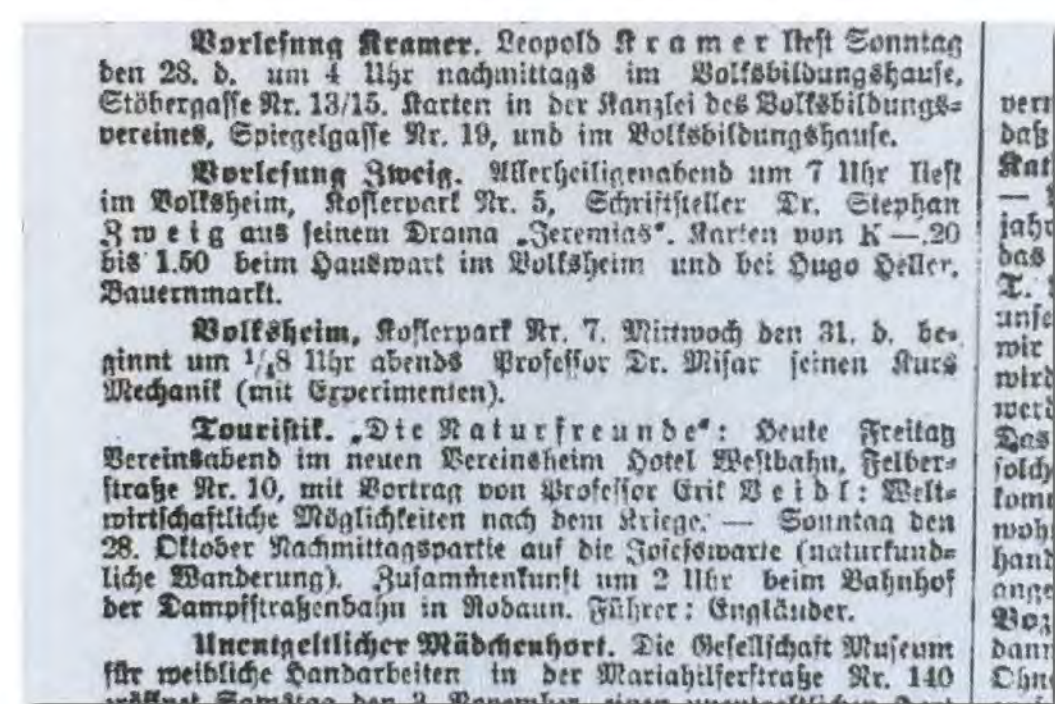 Vorlesung Kramer. Leopold Kramer liest Sonntag
den 28. d. um 4 Uhr nachmittags im Volksbildungshause,
Stöbergasse Nr. 13/15. Karten in der Kanzlei des Volksbildungs-
vereines, Spiegelgasse Nr. 19, und im Volksbildungshause.
Vorlesung Zweig. Allerheiligenabend um 7 Uhr liest
im Volksheim, Koflerpark Nr. 5, Schriftsteller Dr. Stephan
Zweig aus seinem Drama „Jeremias“. Karten von K —.20
bis 1.50 beim Hauswart im Volksheim und bei Hugo Heller,
Bauernmarkt.
Volksheim, Koflerpark Nr. 7. Mittwoch den 31. d. be-
ginnt um 1/48 Uhr abends Professor Dr. Misar seinen Kurs
Mechanik (mit Experimenten).
Touristik. „Die Naturfreunde“: Heute Freitag
Vereinsabend im neuen Vereinsheim Hotel Westbahn, Felber-
straße Nr. 10, mit Vortrag von Professor Erik Beidl: Welt-
wirtschaftliche Möglichkeiten nach dem Kriege. — Sonntag den
28. Oktober Nachmittagspartie auf die Josefswarte (naturkund-
liche Wanderung). Zusammenkunft um 2 Uhr beim Bahnhof
der Dampfstraßenbahn in Rodaun. Führer: Engländer.
Unentgeltlicher Mädchenhort. Die Gesellschaft Museum
für weibliche Handarbeiten in der Mariahilferstraße Nr. 140
daß
—
das
T.
wir
Das